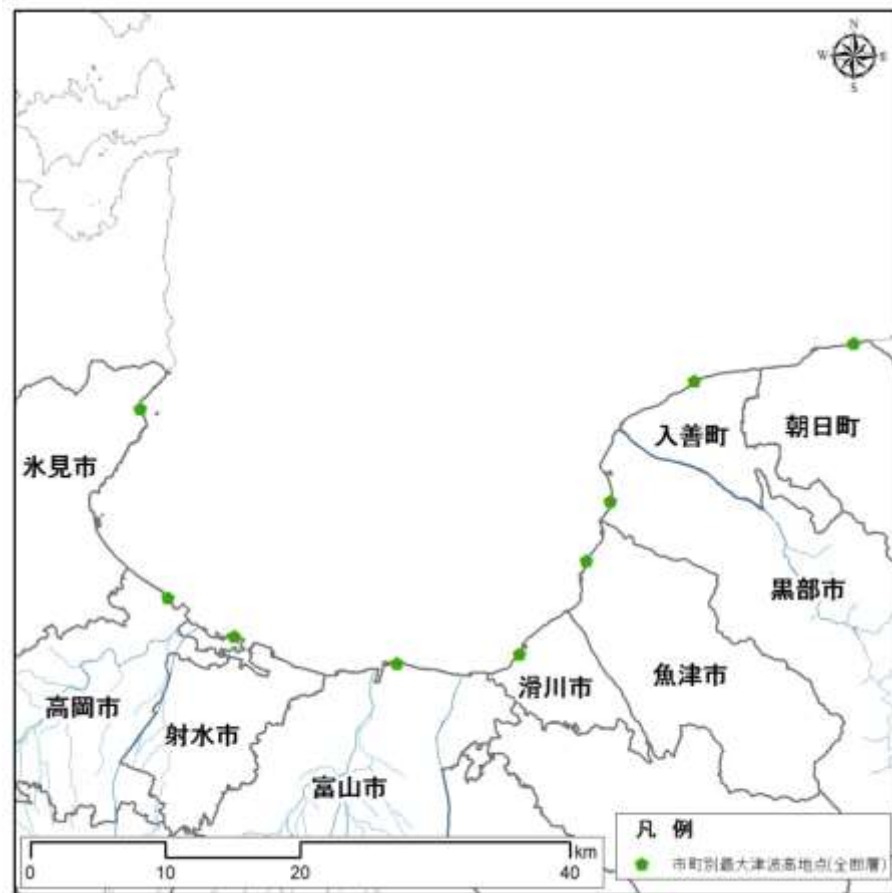 N
W E
S
入善町
朝日町
氷見市
黒部市
魚津市
滑川市
高岡市
射水市
富山市
凡 例
市町別最大津波高地点(全断層)
km
0 10 20 40